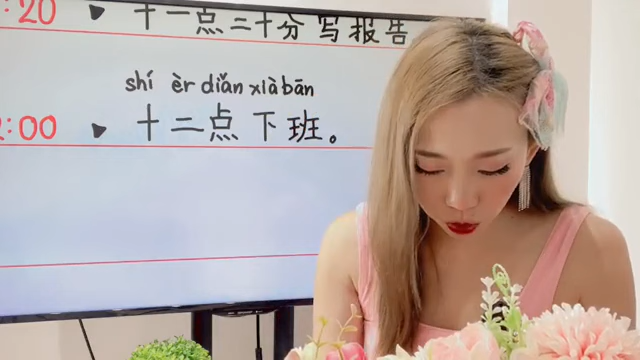 :20 ▶ 十一点二十分写报告
shí èr diǎn xià bān
:00 ▶ 十二点下班。